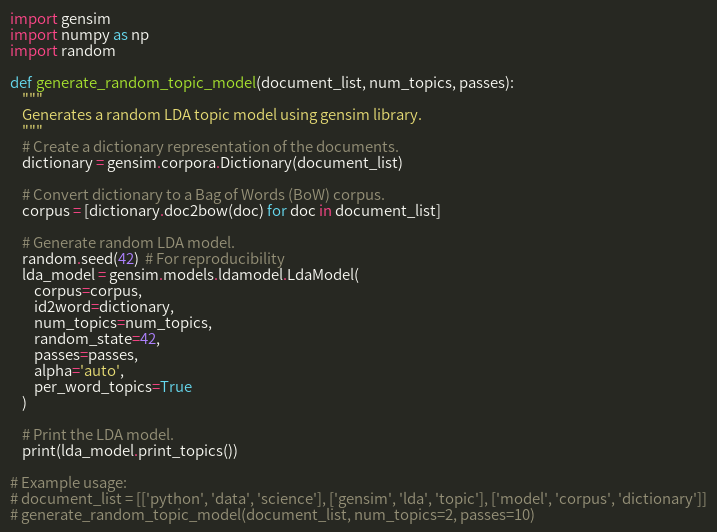 import gensim
import numpy as np
import random

def generate_random_topic_model(document_list, num_topics, passes):
    """
    Generates a random LDA topic model using gensim library.
    """
    # Create a dictionary representation of the documents.
    dictionary = gensim.corpora.Dictionary(document_list)

    # Convert dictionary to a Bag of Words (BoW) corpus.
    corpus = [dictionary.doc2bow(doc) for doc in document_list]

    # Generate random LDA model.
    random.seed(42)  # For reproducibility
    lda_model = gensim.models.ldamodel.LdaModel(
        corpus=corpus,
        id2word=dictionary,
        num_topics=num_topics,
        random_state=42,
        passes=passes,
        alpha='auto',
        per_word_topics=True
    )

    # Print the LDA model.
    print(lda_model.print_topics())

# Example usage:
# document_list = [['python', 'data', 'science'], ['gensim', 'lda', 'topic'], ['model', 'corpus', 'dictionary']]
# generate_random_topic_model(document_list, num_topics=2, passes=10)